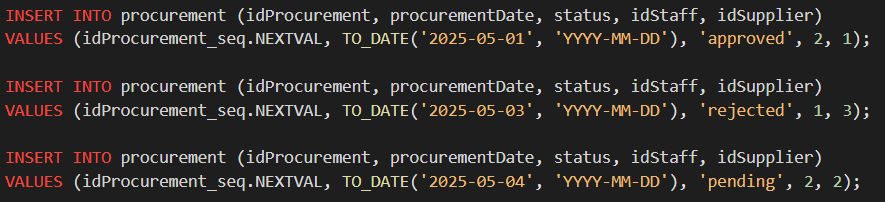 INSERT INTO procurement (idProcurement, procurementDate, status, idStaff, idSupplier)
VALUES (idProcurement_seq.NEXTVAL, TO_DATE('2025-05-01', 'YYYY-MM-DD'), 'approved', 2, 1);
INSERT INTO procurement (idProcurement, procurementDate, status, idStaff, idSupplier)
VALUES (idProcurement_seq.NEXTVAL, TO_DATE('2025-05-03', 'YYYY-MM-DD'), 'rejected', 1, 3);
INSERT INTO procurement (idProcurement, procurementDate, status, idStaff, idSupplier)
VALUES (idProcurement_seq.NEXTVAL, TO_DATE('2025-05-04', 'YYYY-MM-DD'), 'pending', 2, 2);